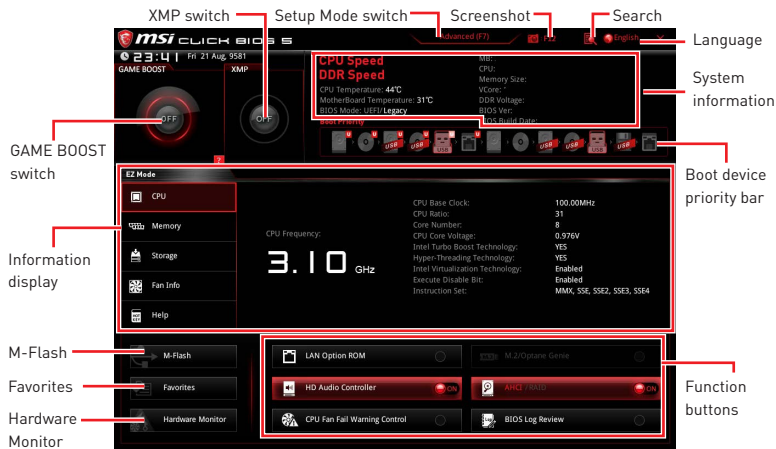 XMP switch
Setup Mode switch
Screenshot
Search
msi CLICK BIOS 5
Advanced (F7)
F12
English
X
Language
23:41 Fri 21 Aug, 9581
GAME BOOST
XMP
CPU Speed
DDR Speed
CPU Temperature: 44°C
MotherBoard Temperature: 31°C
BIOS Mode: UEFI/Legacy
Boot Priority
MB:
CPU:
Memory Size:
VCore:
DDR Voltage:
BIOS Ver:
BIOS Build Date:
System
information
OFF
OFF
GAME BOOST
switch
U
U
U
U
USB
USB
USB
U
USB
USB
USB
USB
Boot device
priority bar
?
EZ Mode
CPU
Memory
Storage
Fan Info
Help
Information
display
CPU Frequency:
3.10 GHz
CPU Base Clock: 100.00MHz
CPU Ratio: 31
Core Number: 8
CPU Core Voltage: 0.976V
Intel Turbo Boost Technology: YES
Hyper-Threading Technology: YES
Intel Virtualization Technology: Enabled
Execute Disable Bit: Enabled
Instruction Set: MMX, SSE, SSE2, SSE3, SSE4
M-Flash
Favorites
Hardware
Monitor
M-Flash
Favorites
Hardware Monitor
LAN Option ROM
M.2/Optane Genie
HD Audio Controller ON
AHCI /RAID ON
CPU Fan Fail Warning Control
BIOS Log Review
Function
buttons